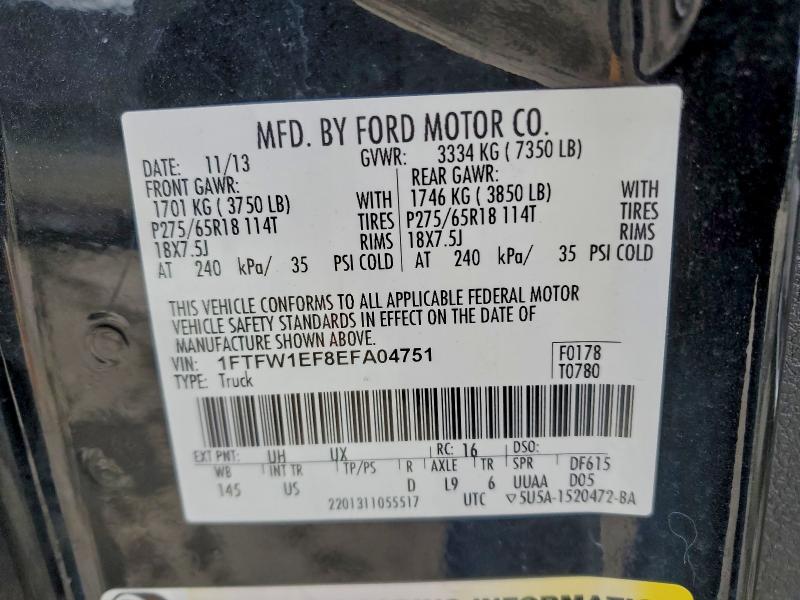 MFD. BY FORD MOTOR CO.
DATE: 11/13 GVWR: 3334 KG ( 7350 LB)
FRONT GAWR: REAR GAWR:
1701 KG ( 3750 LB) WITH 1746 KG ( 3850 LB) WITH
P275/65R18 114T TIRES P275/65R18 114T TIRES
18X7.5J RIMS 18X7.5J RIMS
AT 240 kPa/ 35 PSI COLD AT 240 kPa/ 35 PSI COLD
THIS VEHICLE CONFORMS TO ALL APPLICABLE FEDERAL MOTOR
VEHICLE SAFETY STANDARDS IN EFFECT ON THE DATE OF
MANUFACTURE SHOWN ABOVE.
VIN: 1FTFW1EF8EFA04751 F0178
TYPE: Truck T0780
EXT PNT: UH UX RC: 16 DSO:
WB INT TR TP/PS R AXLE TR SPR DF615
145 US D L9 6 UUAA D05
2201311055517 UTC ▽5U5A-1520472-BA